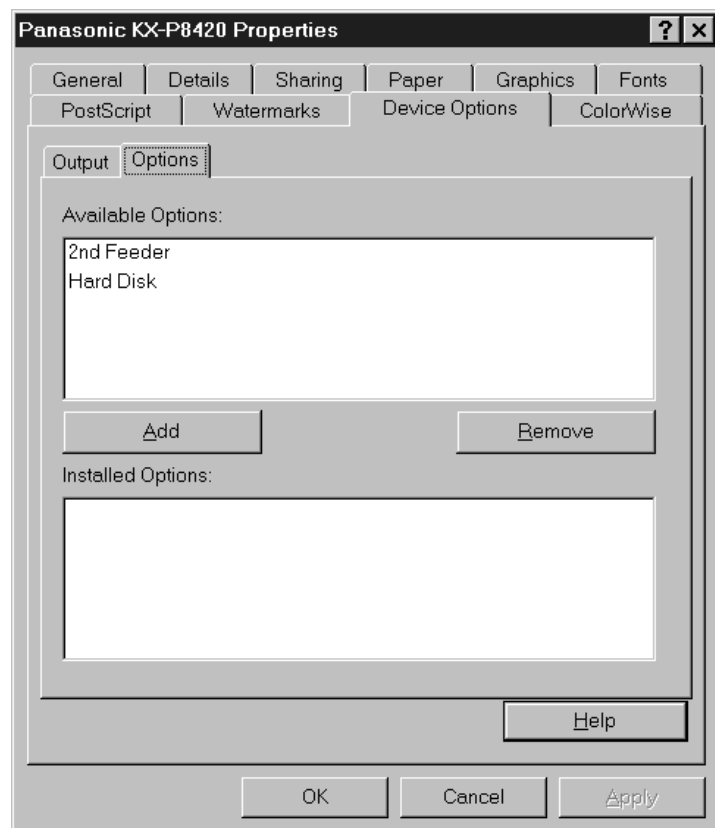 Panasonic KX-P8420 Properties
General Details Sharing Paper Graphics Fonts
PostScript Watermarks Device Options ColorWise
Output Options
Available Options:
2nd Feeder
Hard Disk
Add Remove
Installed Options:
Help
OK Cancel Apply